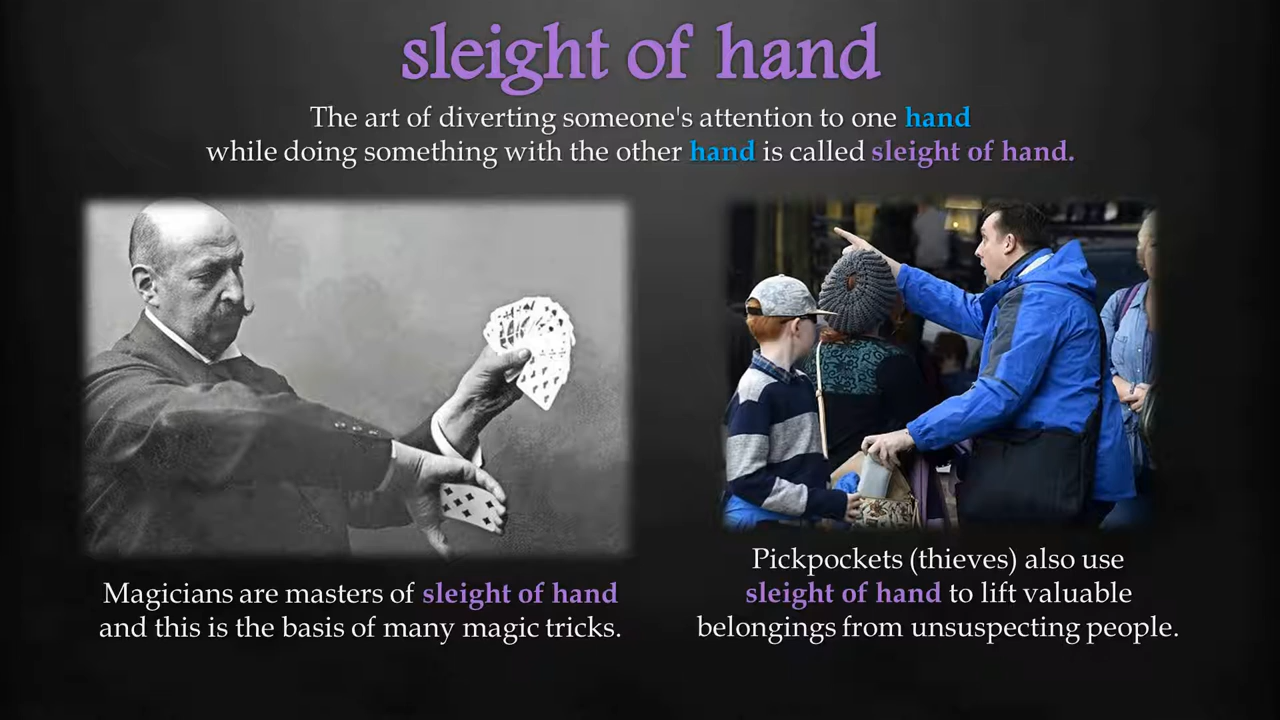 sleight of hand
The art of diverting someone's attention to one hand
while doing something with the other hand is called sleight of hand.
Magicians are masters of sleight of hand
and this is the basis of many magic tricks.
Pickpockets (thieves) also use
sleight of hand to lift valuable
belongings from unsuspecting people.